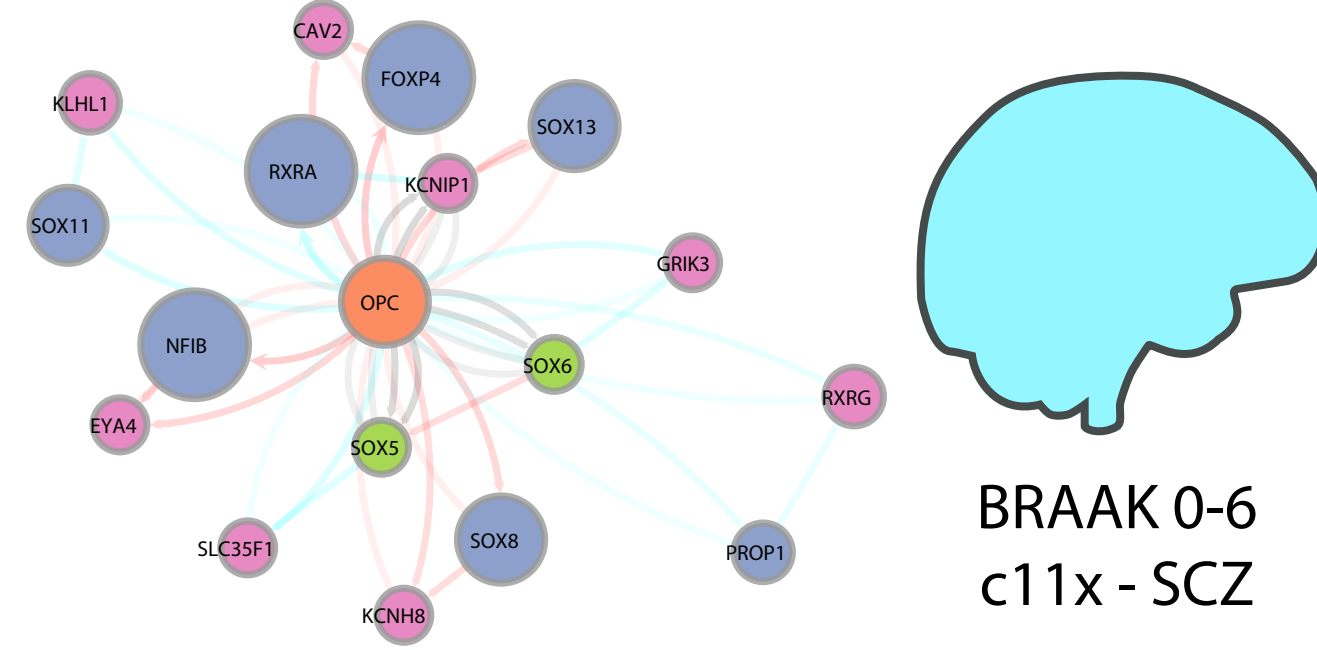 CAV2
FOXP4
KLHL1
SOX13
RXRA
KCNIP1
SOX11
GRIK3
OPC
NFIB
SOX6
RXRG
EYA4
SOX5
SLC35F1
SOX8
PROP1
KCNH8
BRAAK 0-6
c11x - SCZ